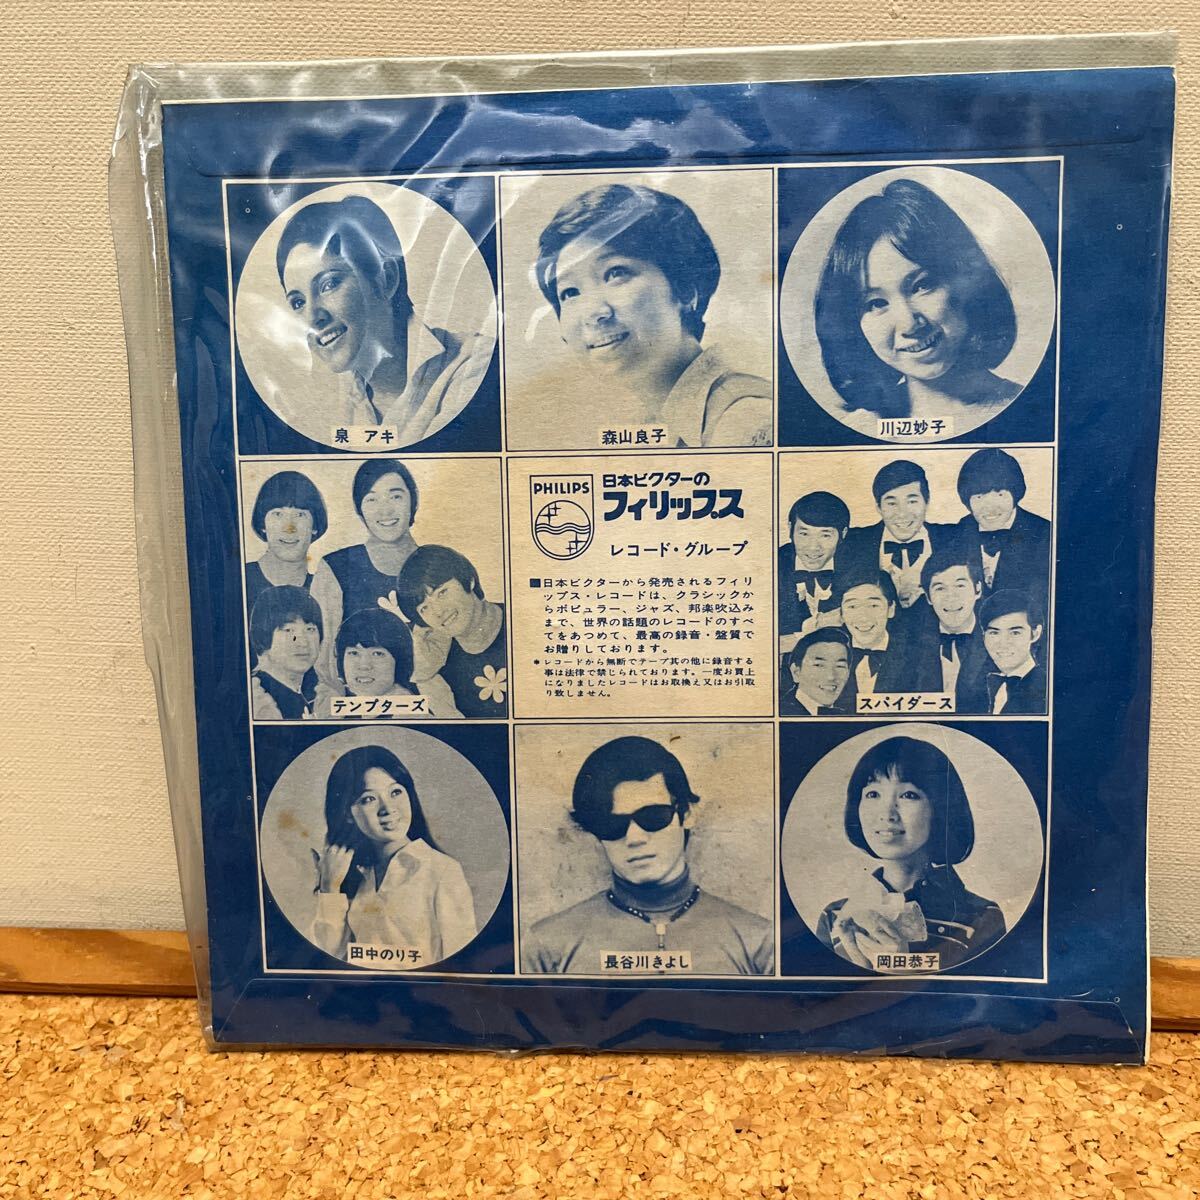 泉 アキ
森山良子
川辺妙子
PHILIPS
日本ビクターの
フィリップス
レコード・グループ
■日本ビクターから発売されるフィリ
ップス・レコードは、クラシックか
らポピュラー、ジャズ、邦楽吹込み
まで、世界の話題のレコードのすべ
てをあつめて、最高の録音・盤質で
お贈りしております。
*レコードから無断でテープ其の他に録音する
事は法律で禁じられております。一度お買上
になりましたレコードはお取換え又はお引取
り致しません。
テンプターズ
スパイダース
田中のり子
長谷川きよし
岡田恭子